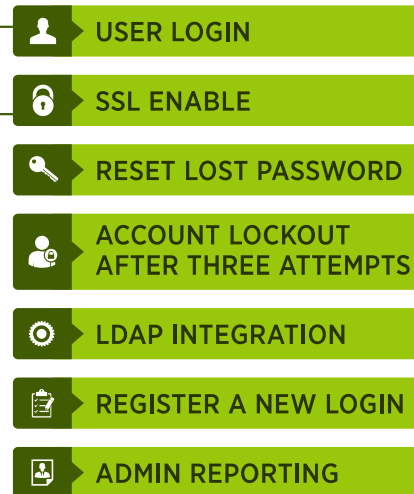 USER LOGIN
SSL ENABLE
RESET LOST PASSWORD
ACCOUNT LOCKOUT
AFTER THREE ATTEMPTS
LDAP INTEGRATION
REGISTER A NEW LOGIN
ADMIN REPORTING